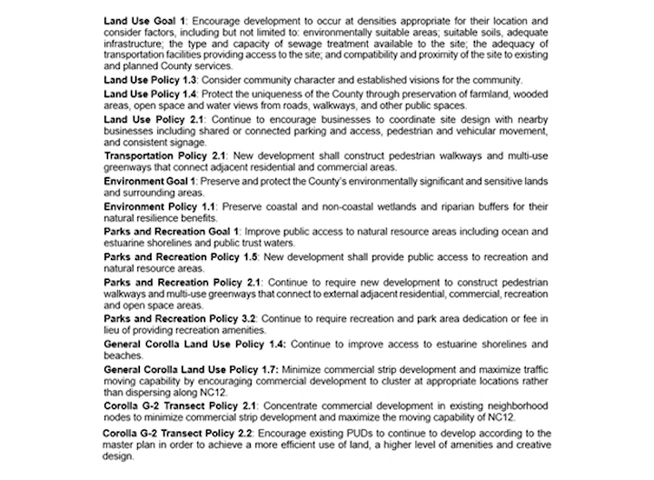 Land Use Goal 1: Encourage development to occur at densities appropriate for their location and
consider factors, including but not limited to: environmentally suitable areas; suitable soils, adequate
infrastructure; the type and capacity of sewage treatment available to the site; the adequacy of
transportation facilities providing access to the site; and compatibility and proximity of the site to existing
and planned County services.
Land Use Policy 1.3: Consider community character and established visions for the community.
Land Use Policy 1.4: Protect the uniqueness of the County through preservation of farmland, wooded
areas, open space and water views from roads, walkways, and other public spaces.
Land Use Policy 2.1: Continue to encourage businesses to coordinate site design with nearby
businesses including shared or connected parking and access, pedestrian and vehicular movement,
and consistent signage.
Transportation Policy 2.1: New development shall construct pedestrian walkways and multi-use
greenways that connect adjacent residential and commercial areas.
Environment Goal 1: Preserve and protect the County's environmentally significant and sensitive lands
and surrounding areas.
Environment Policy 1.1: Preserve coastal and non-coastal wetlands and riparian buffers for their
natural resilience benefits.
Parks and Recreation Goal 1: Improve public access to natural resource areas including ocean and
estuarine shorelines and public trust waters.
Parks and Recreation Policy 1.5: New development shall provide public access to recreation and
natural resource areas.
Parks and Recreation Policy 2.1: Continue to require new development to construct pedestrian
walkways and multi-use greenways that connect to external adjacent residential, commercial, recreation
and open space areas.
Parks and Recreation Policy 3.2: Continue to require recreation and park area dedication or fee in
lieu of providing recreation amenities.
General Corolla Land Use Policy 1.4: Continue to improve access to estuarine shorelines and
beaches.
General Corolla Land Use Policy 1.7: Minimize commercial strip development and maximize traffic
moving capability by encouraging commercial development to cluster at appropriate locations rather
than dispersing along NC12.
Corolla G-2 Transect Policy 2.1: Concentrate commercial development in existing neighborhood
nodes to minimize commercial strip development and maximize the moving capability of NC12.
Corolla G-2 Transect Policy 2.2: Encourage existing PUDs to continue to develop according to the
master plan in order to achieve a more efficient use of land, a higher level of amenities and creative
design.